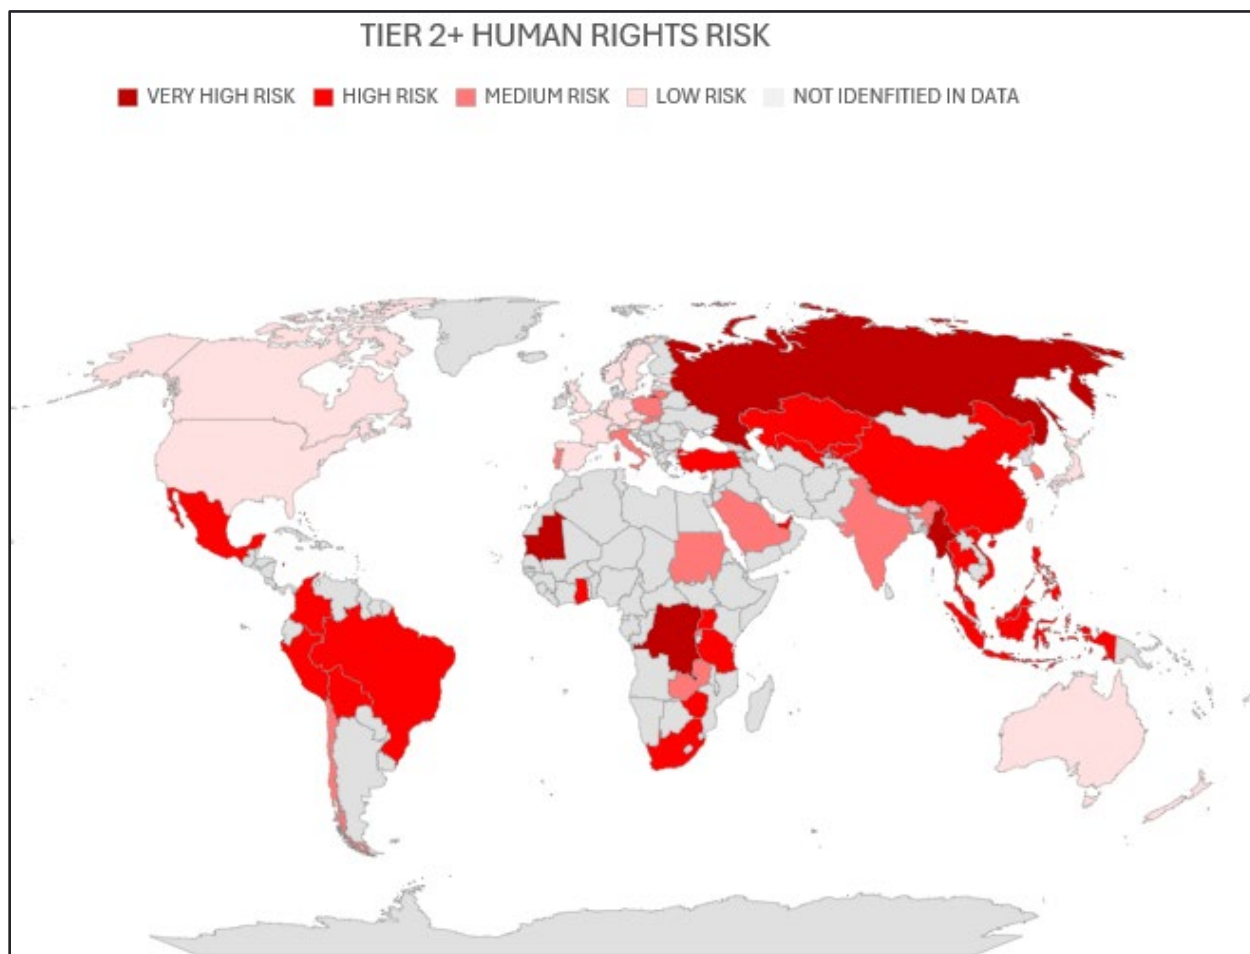 TIER 2+ HUMAN RIGHTS RISK
VERY HIGH RISK HIGH RISK MEDIUM RISK LOW RISK NOT IDENFITIED IN DATA